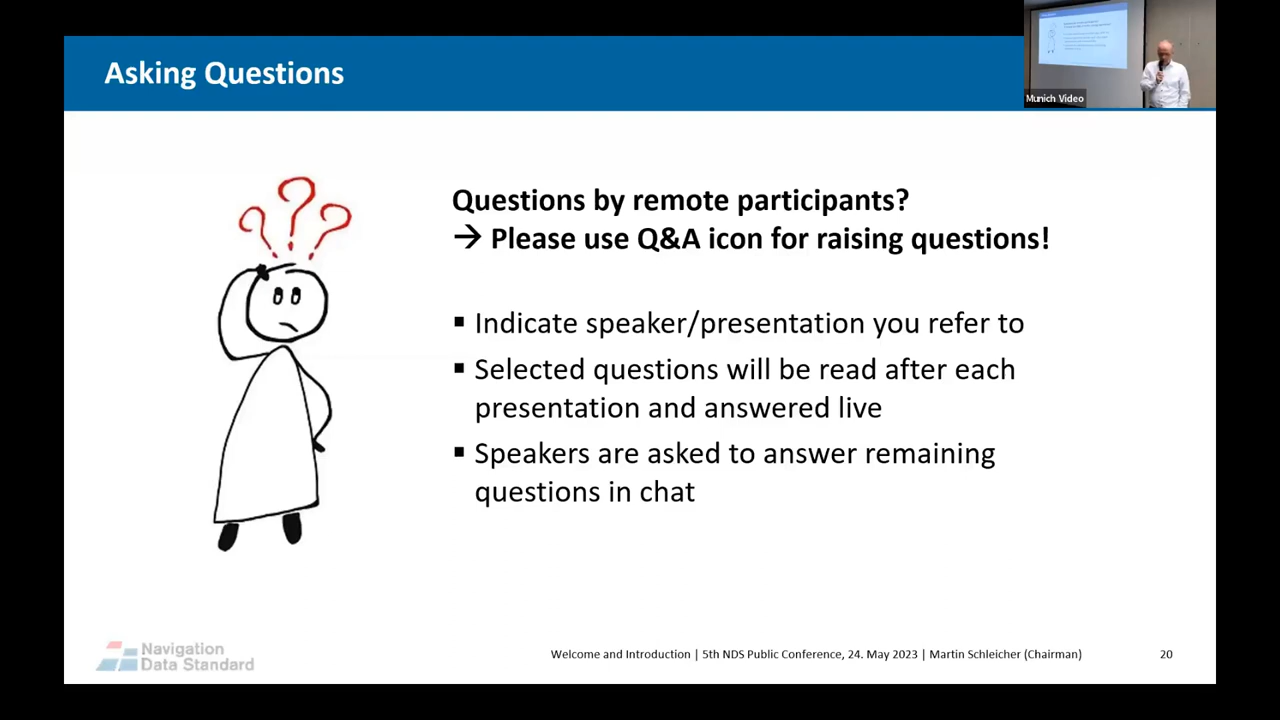 Asking Questions
Munich Video
Questions by remote participants?
→ Please use Q&A icon for raising questions!
▪ Indicate speaker/presentation you refer to
▪ Selected questions will be read after each
presentation and answered live
▪ Speakers are asked to answer remaining
questions in chat
Navigation
Data Standard
Welcome and Introduction | 5th NDS Public Conference, 24. May 2023 | Martin Schleicher (Chairman)
20